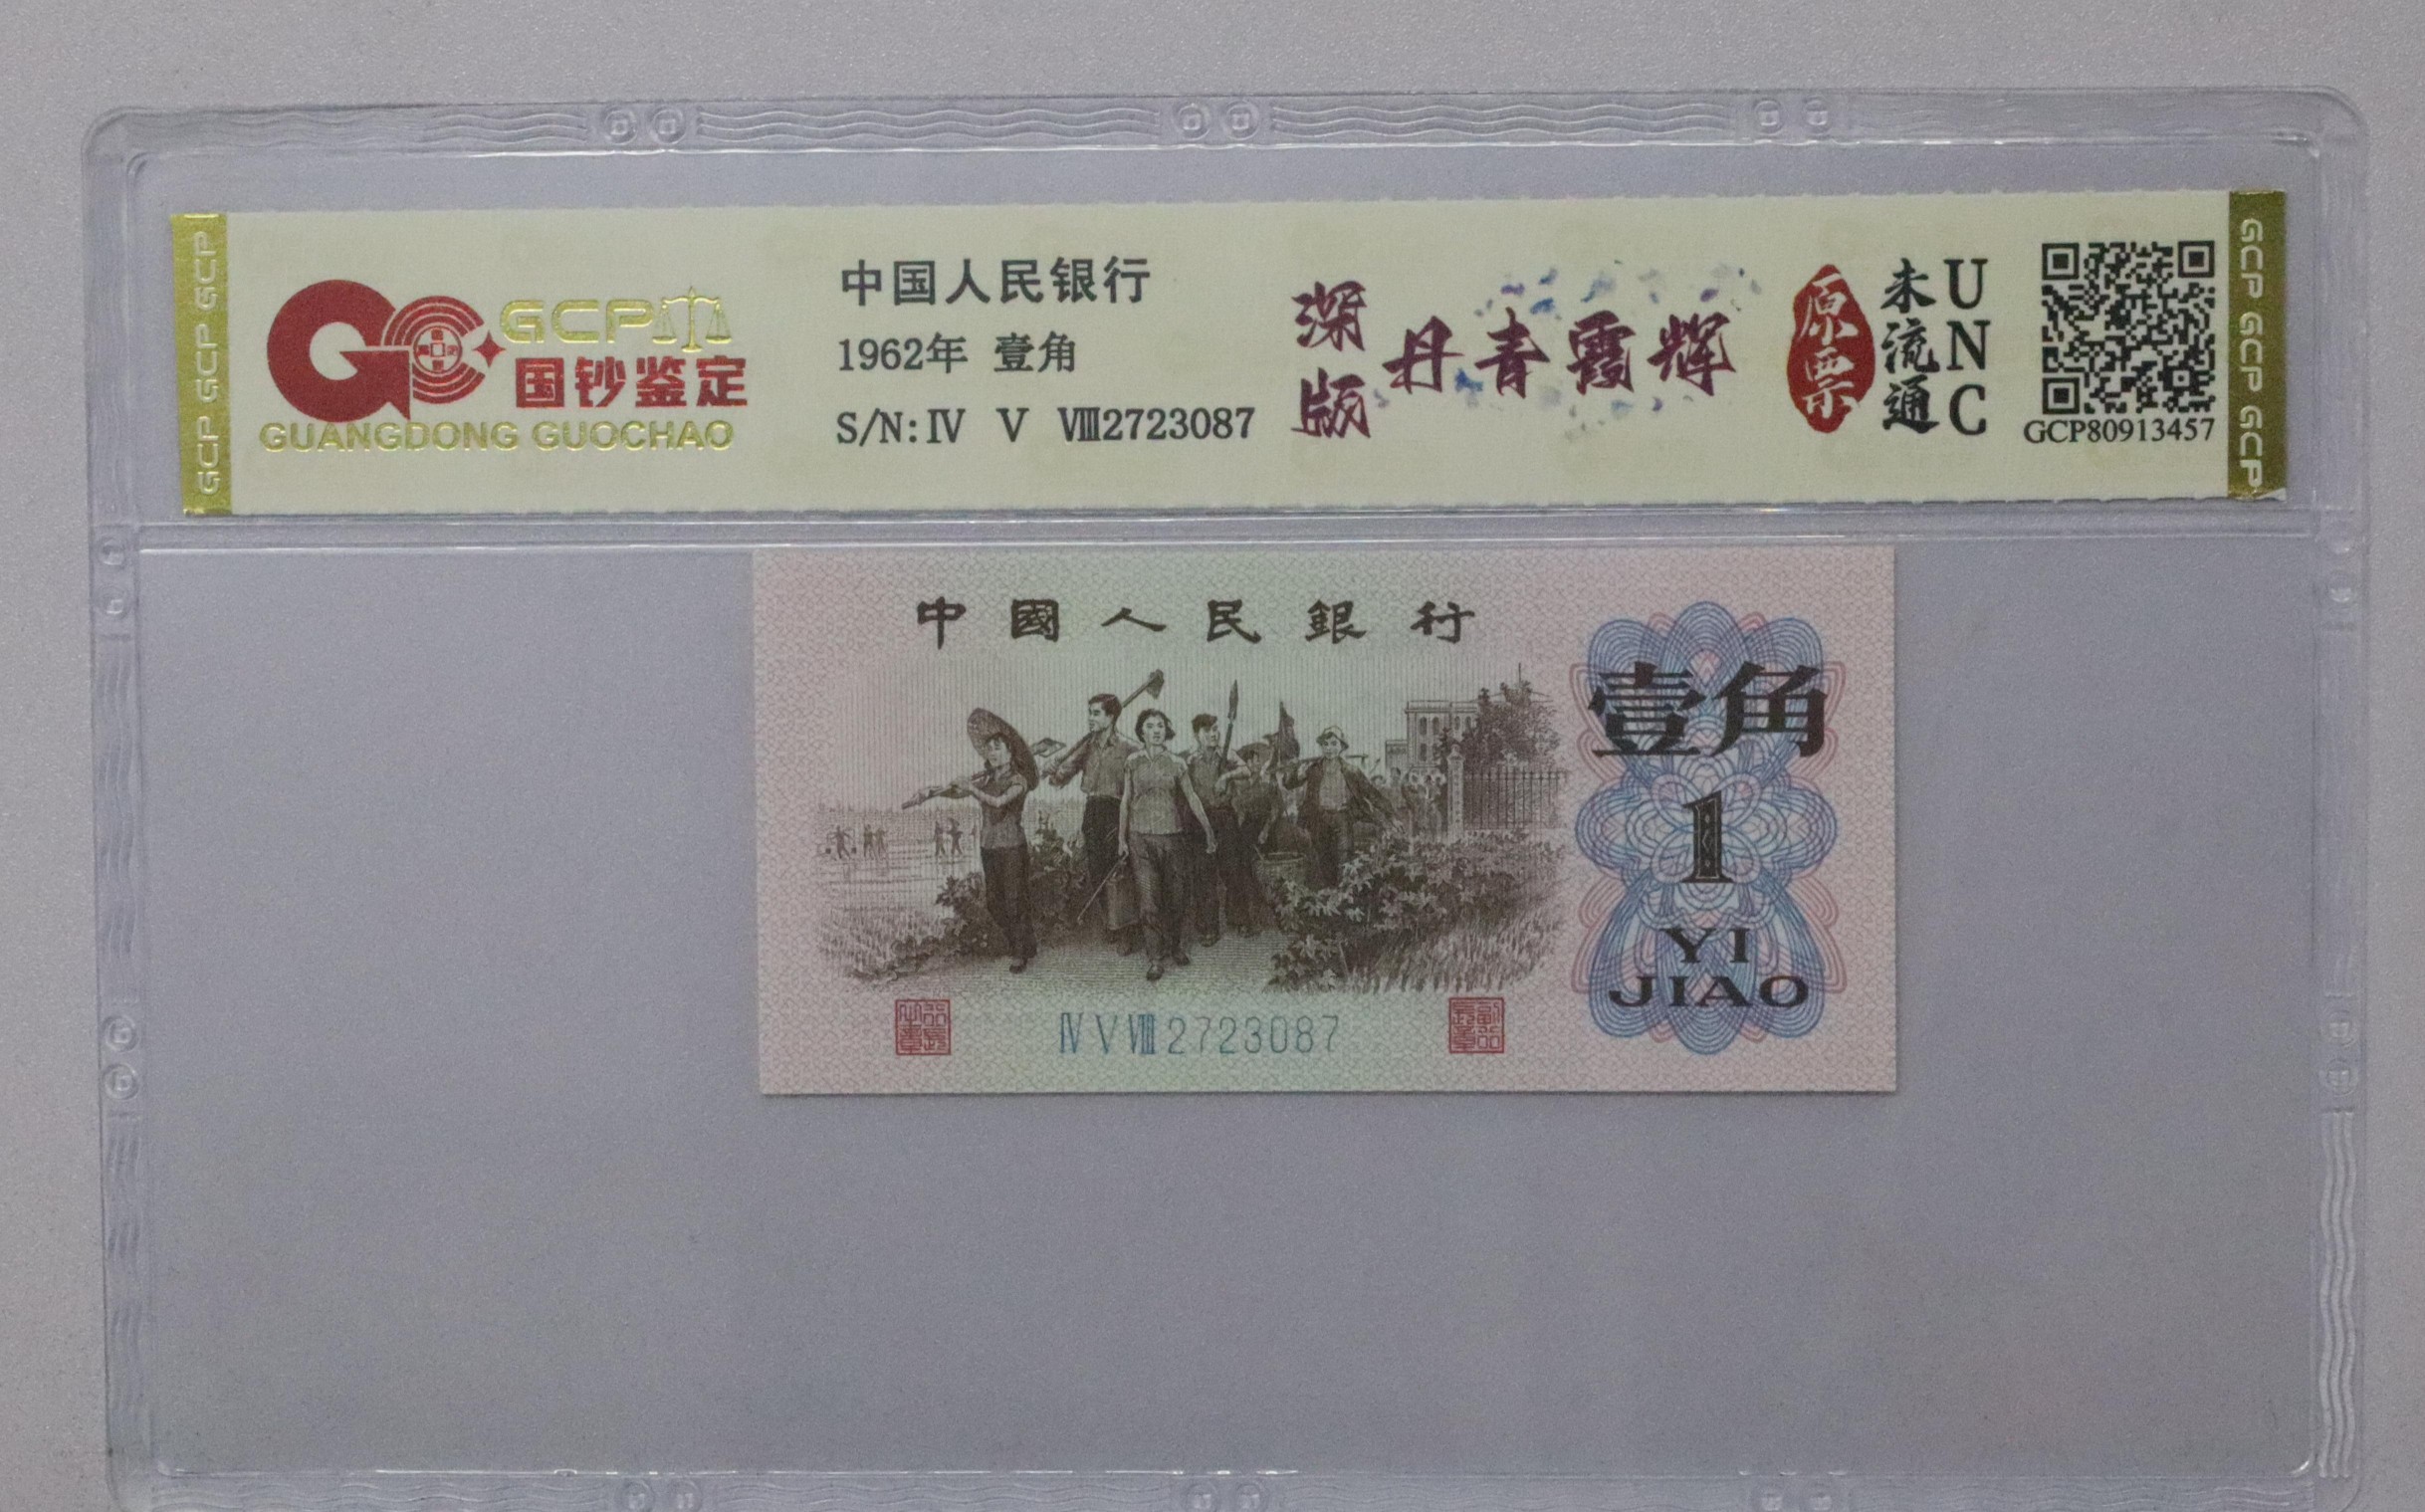 GCP GCP GCP
GCP
国钞鉴定
GUANGDONG GUOCHAO
中国人民银行
1962年 壹角
S/N: Ⅳ Ⅴ Ⅷ2723087
深版
丹青霞辉
原票
未流通
UNC
GCP80913457
GCP GCP GCP
中國人民銀行
壹角
1
YI
JIAO
ⅣⅤⅧ2723087